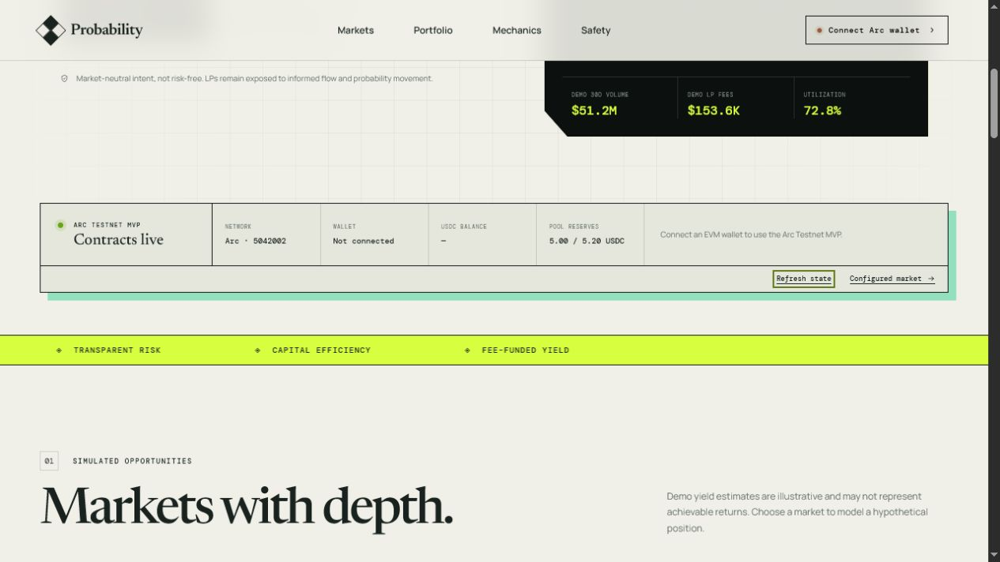 Probability
Markets
Portfolio
Mechanics
Safety
Connect Arc wallet
Market-neutral intent, not risk-free. LPs remain exposed to informed flow and probability movement.
DEMO 30D VOLUME
$51.2M
DEMO LP FEES
$153.6K
UTILIZATION
72.8%
ARC TESTNET MVP
Contracts live
NETWORK
Arc · 5042002
WALLET
Not connected
USDC BALANCE
—
POOL RESERVES
5.00 / 5.20 USDC
Connect an EVM wallet to use the Arc Testnet MVP.
Refresh state
Configured market →
TRANSPARENT RISK
CAPITAL EFFICIENCY
FEE-FUNDED YIELD
01
SIMULATED OPPORTUNITIES
Markets with depth.
Demo yield estimates are illustrative and may not represent
achievable returns. Choose a market to model a hypothetical
position.